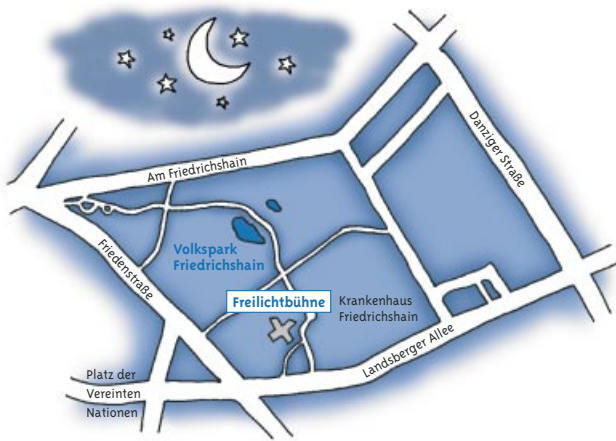 Am Friedrichshain
Danziger Straße
Volkspark
Friedrichshain
Friedenstraße
Freilichtbühne
Krankenhaus
Friedrichshain
Landsberger Allee
Platz der
Vereinten
Nationen